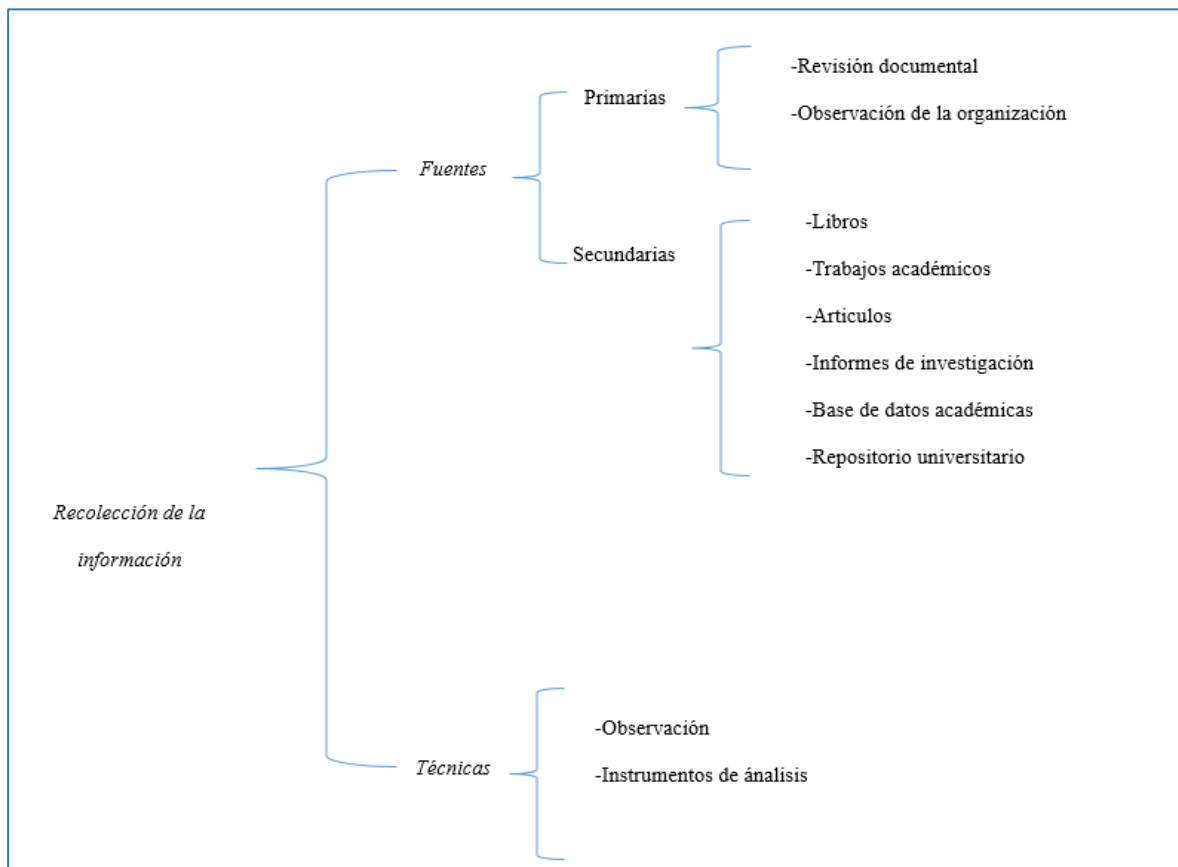 Recolección de la
información
Fuentes
Primarias
-Revisión documental
-Observación de la organización
Secundarias
-Libros
-Trabajos académicos
-Articulos
-Informes de investigación
-Base de datos académicas
-Repositorio universitario
Técnicas
-Observación
-Instrumentos de ánalisis